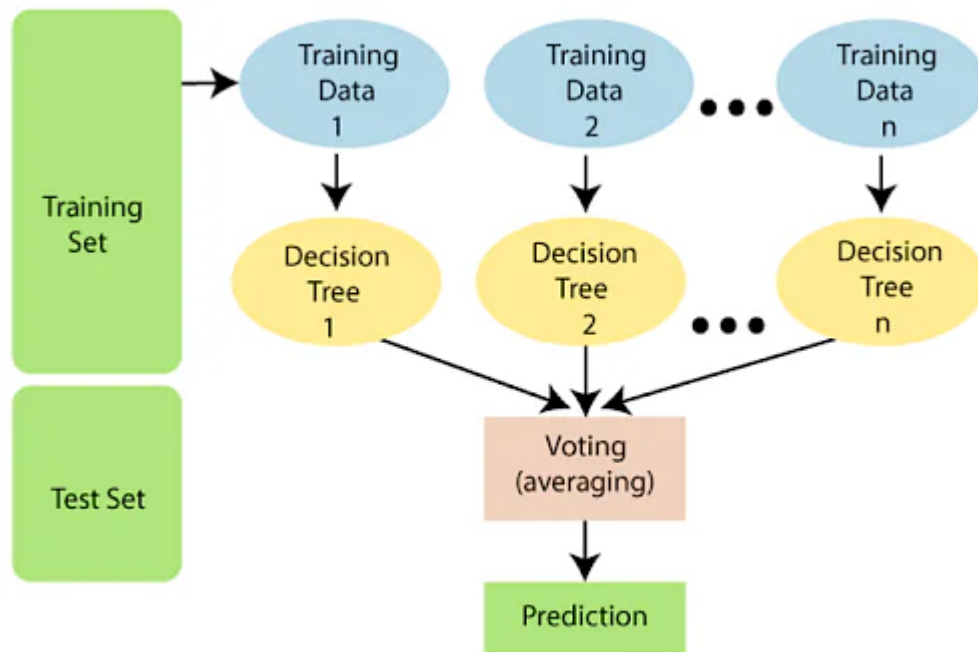 Training
Set
Test Set
Training
Data
1
Training
Data
2
Training
Data
n
Decision
Tree
1
Decision
Tree
2
Decision
Tree
n
Voting
(averaging)
Prediction